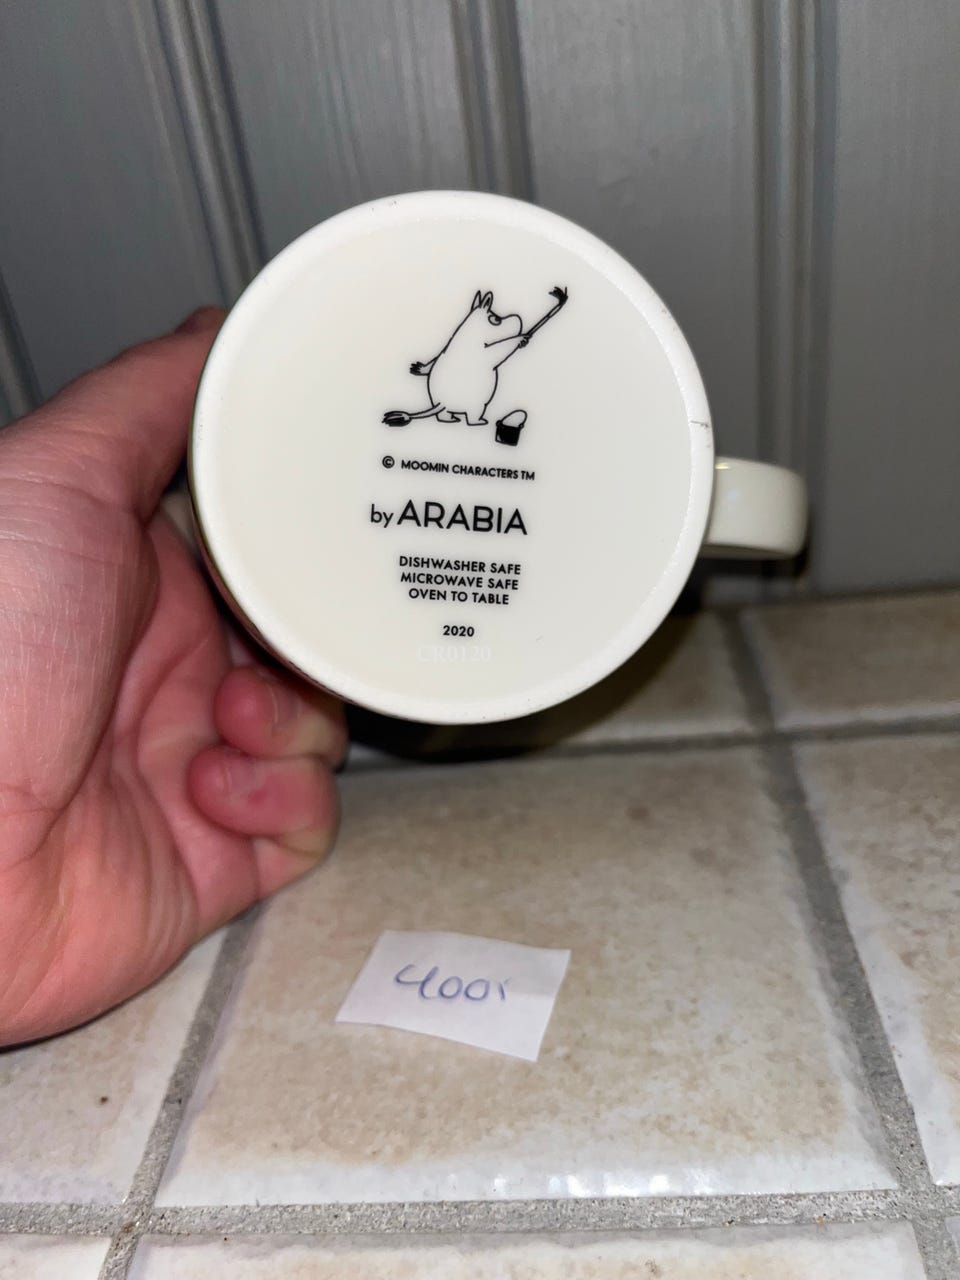 © MOOMIN CHARACTERS TM
by ARABIA
DISHWASHER SAFE
MICROWAVE SAFE
OVEN TO TABLE
2020
CR0120